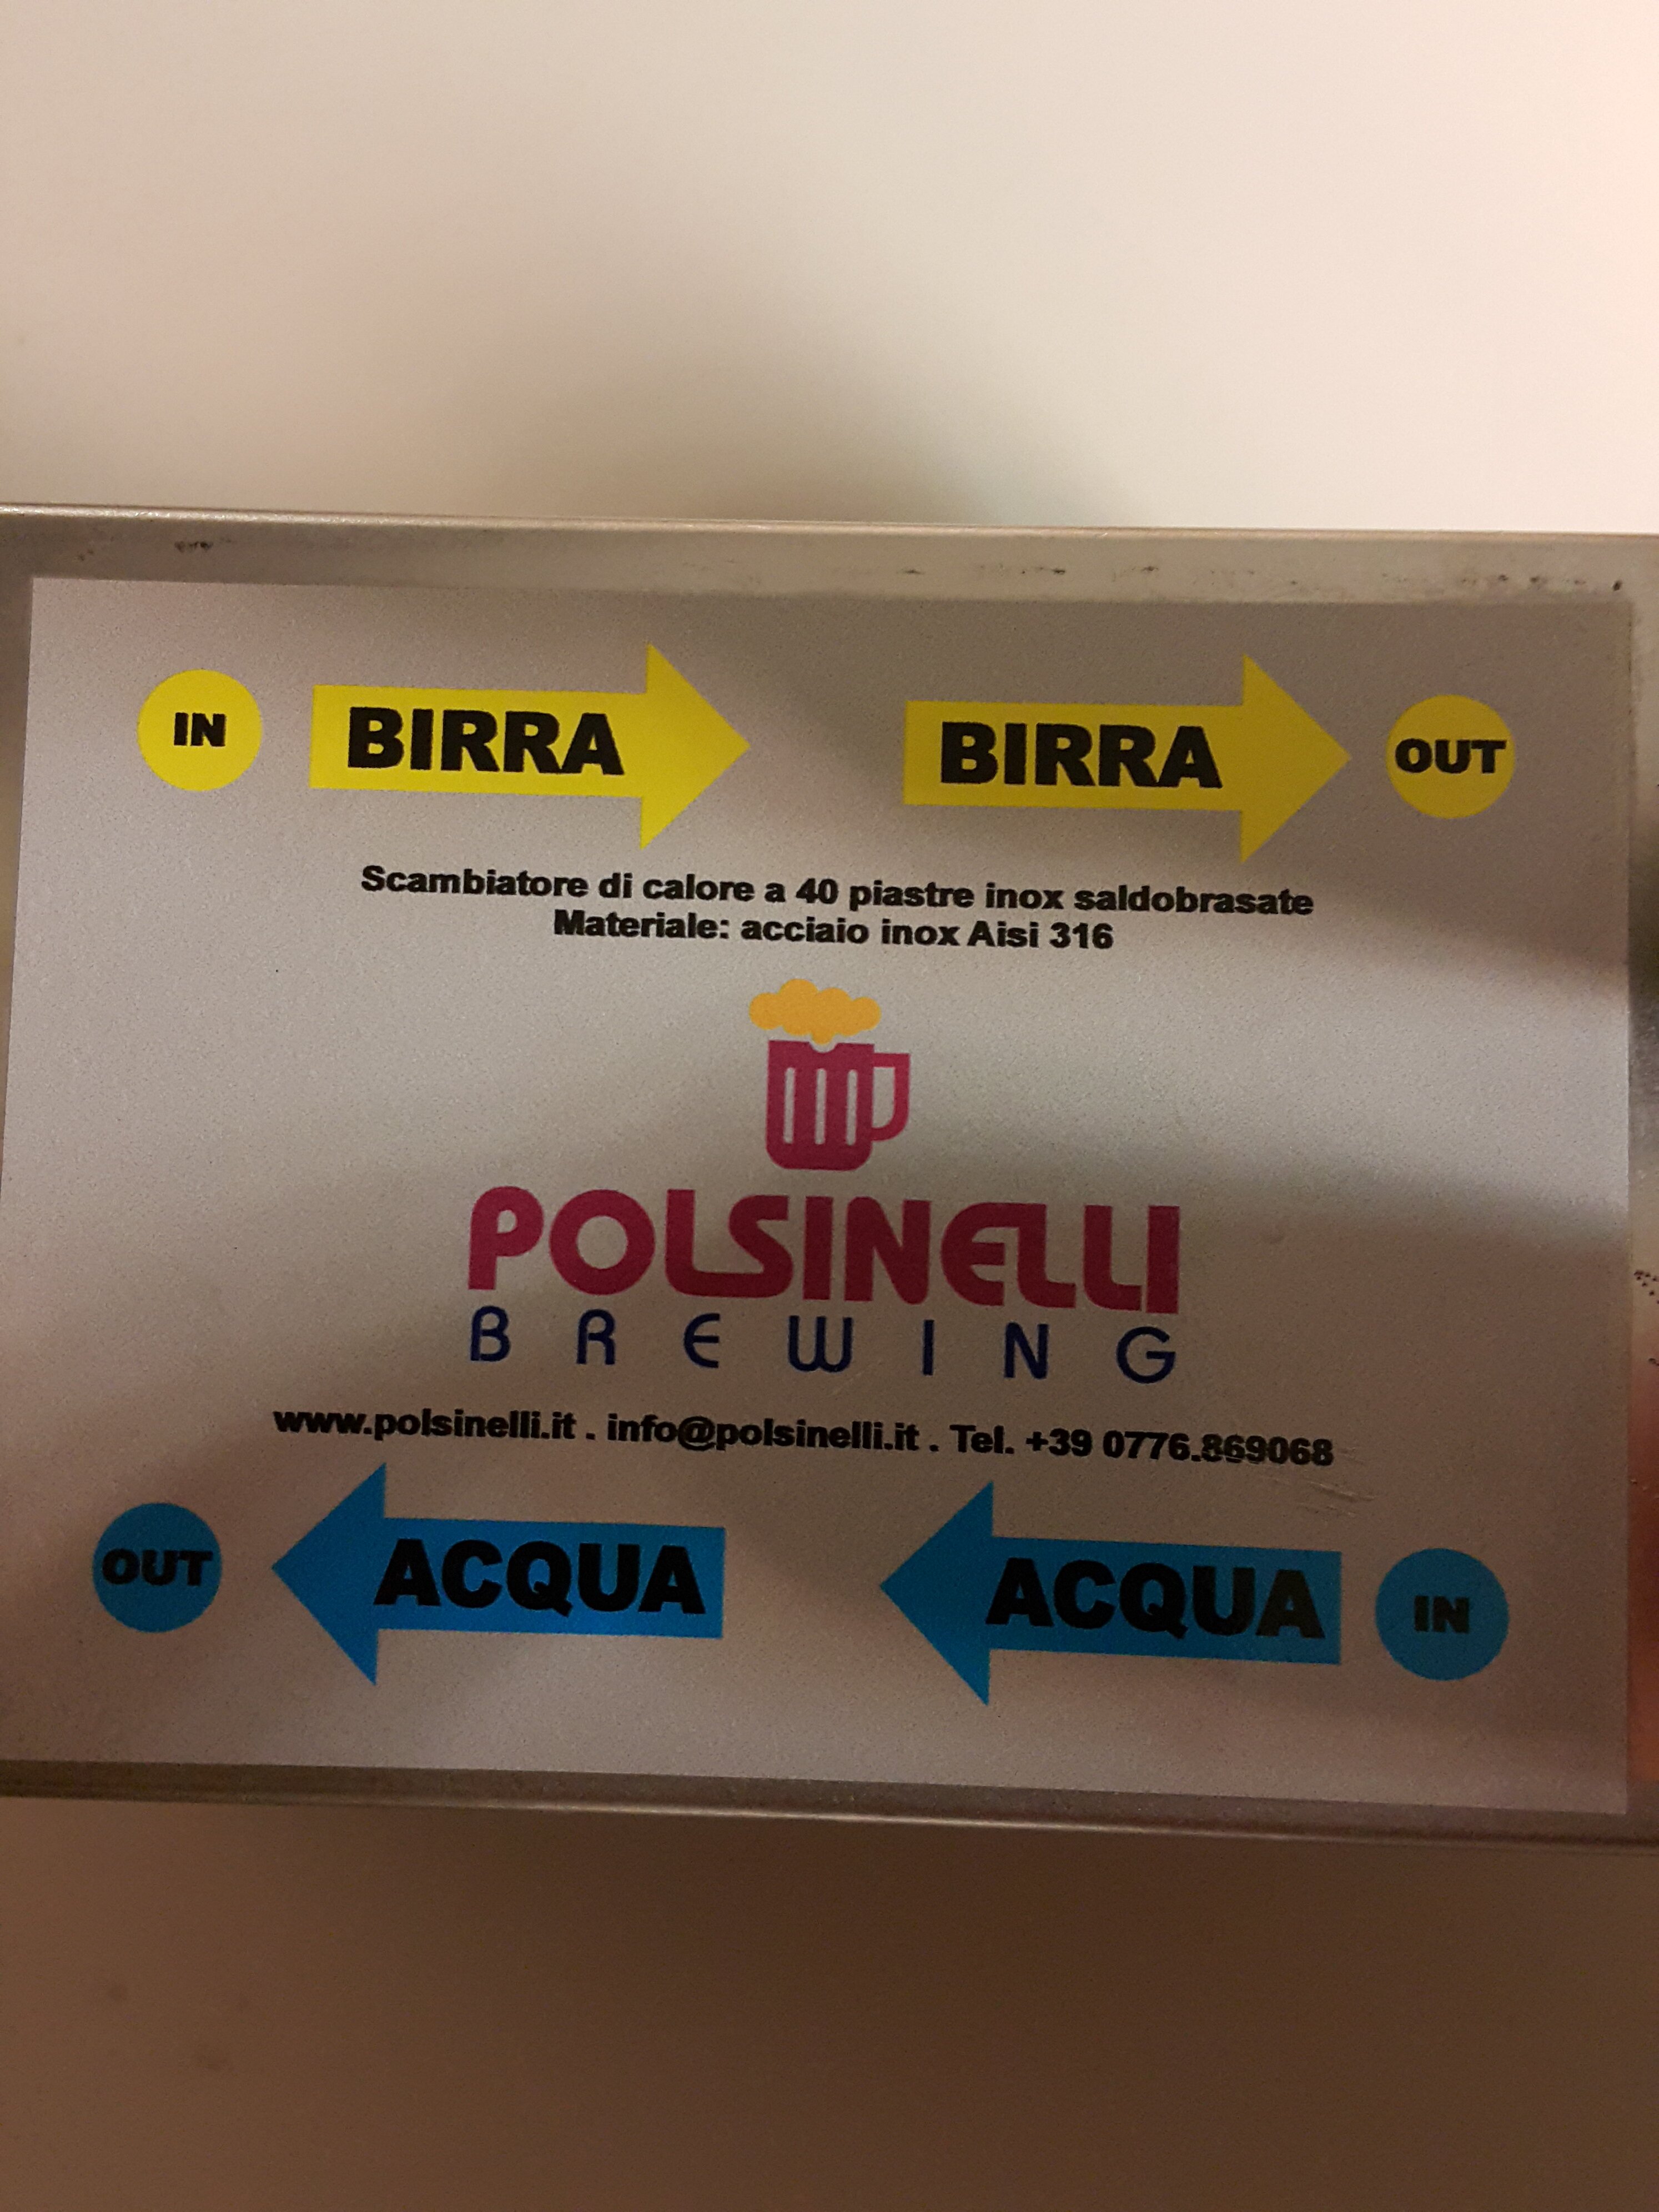 IN BIRRA BIRRA OUT
Scambiatore di calore a 40 piastre inox saldobrasate
Materiale: acciaio inox Aisi 316
POLSINELLI
BREWING
www.polsinelli.it . info@polsinelli.it . Tel. +39 0776.869068
OUT ACQUA ACQUA IN